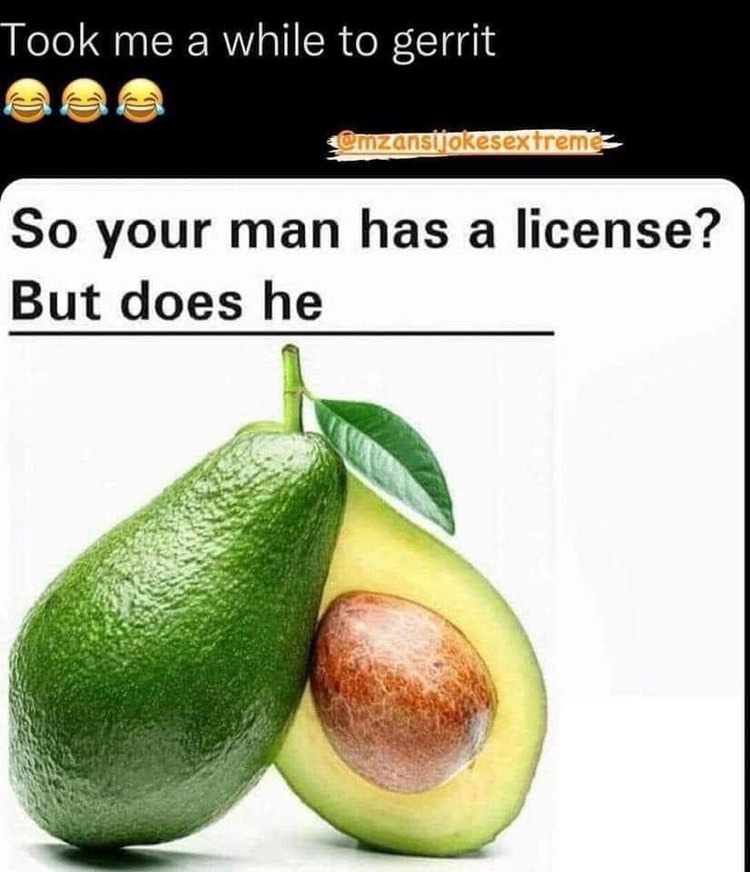 Took me a while to gerrit
😂😂😂
@mzansijokesextreme
So your man has a license?
But does he